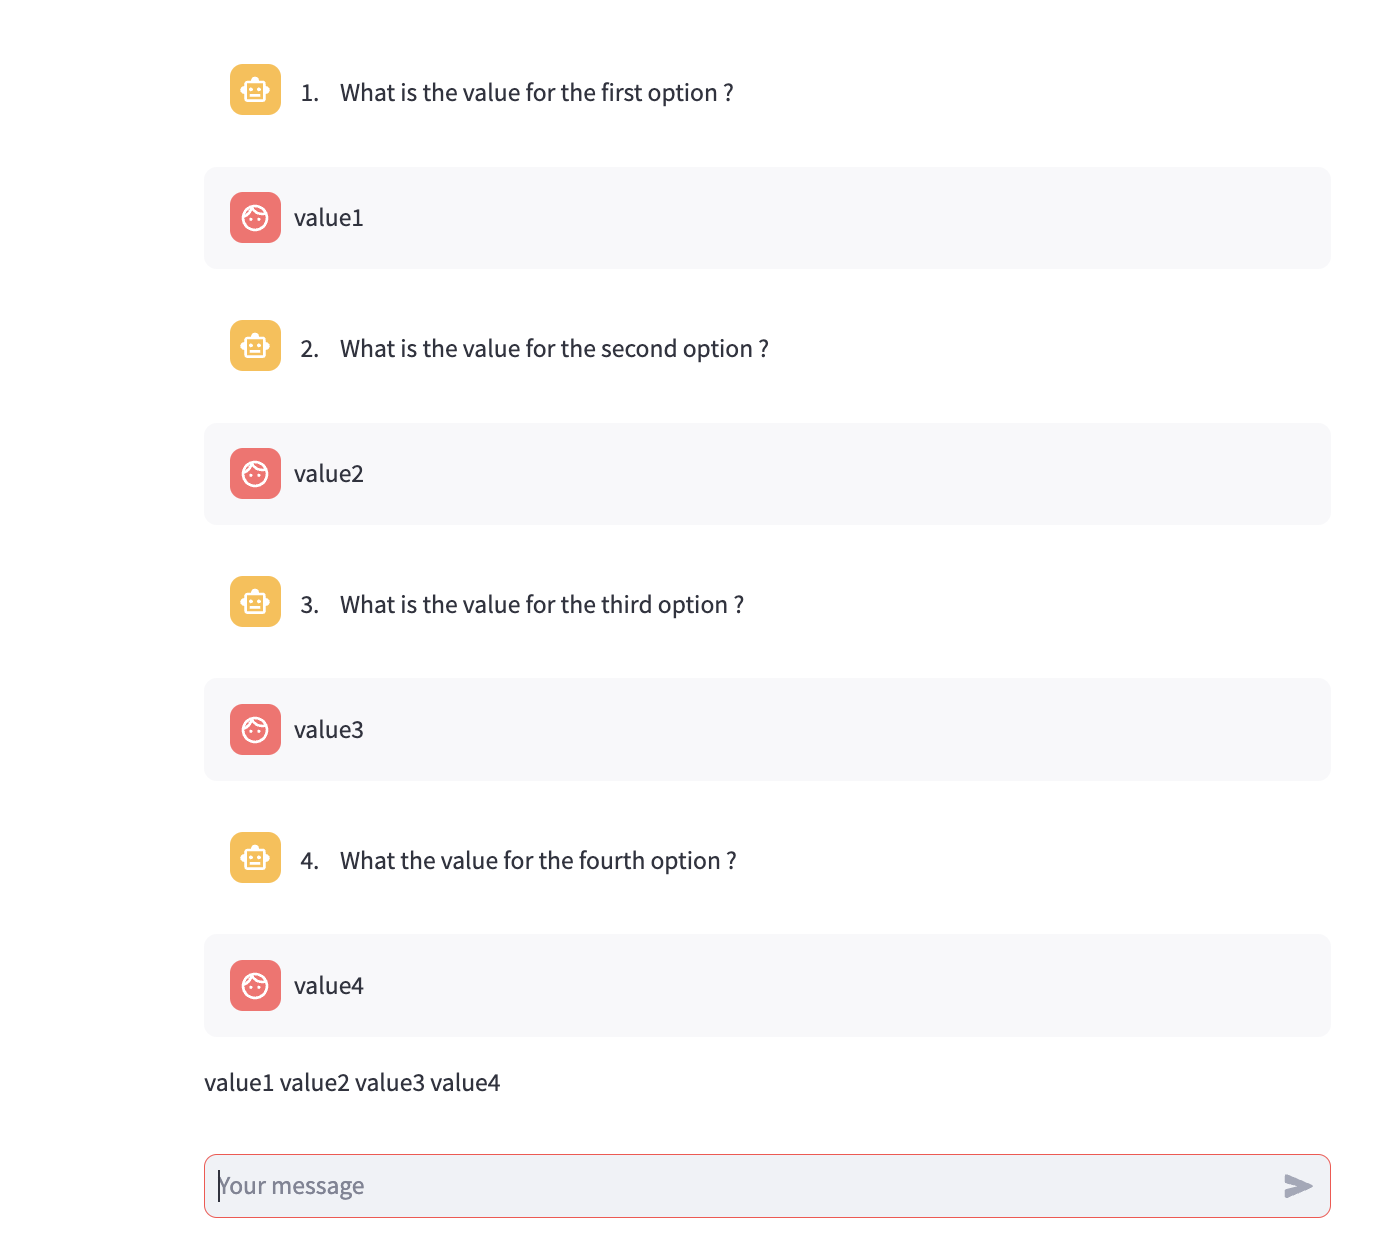 1. What is the value for the first option ?
value1
2. What is the value for the second option ?
value2
3. What is the value for the third option ?
value3
4. What the value for the fourth option ?
value4
value1 value2 value3 value4
Your message